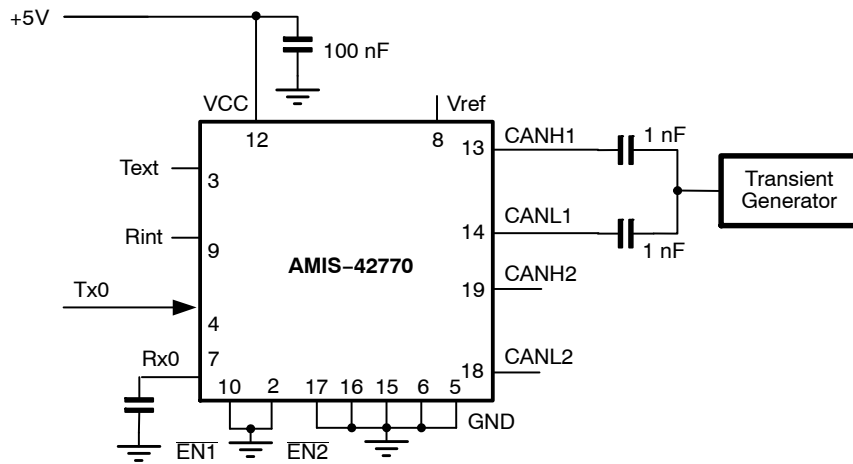 +5V
100 nF
VCC
Vref
12
8
CANH1
1 nF
13
Text
3
Transient
Generator
CANL1
14
1 nF
Rint
9
AMIS−42770
CANH2
19
Tx0
4
Rx0
7
CANL2
18
10
2
17
16
15
6
5
GND
EN1
EN2